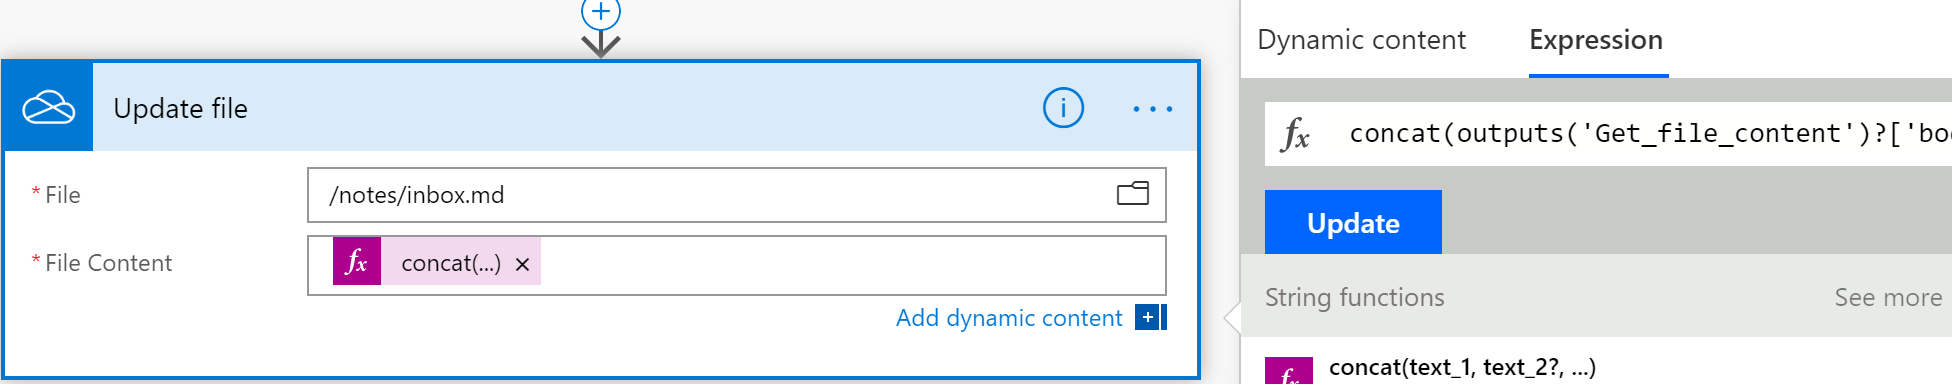 Update file
* File
/notes/inbox.md
* File Content
fx concat(...) ×
Add dynamic content
Dynamic content
Expression
fx concat(outputs('Get_file_content')?['bo
Update
String functions
See more
fx concat(text_1, text_2?, ...)